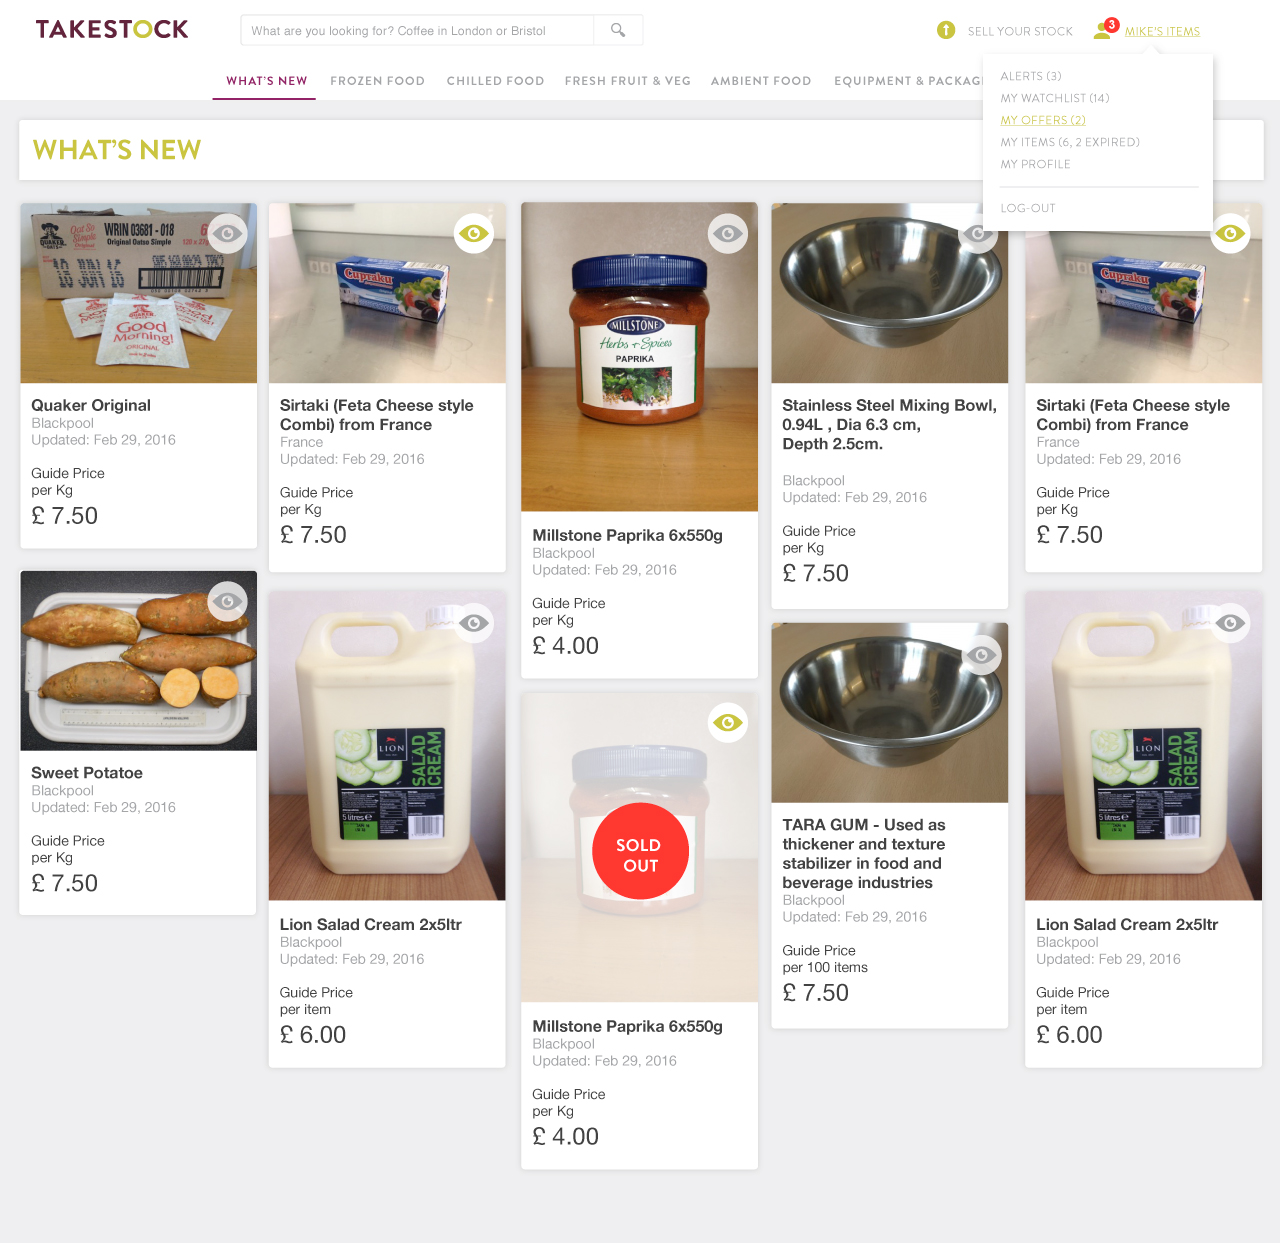 TAKESTOCK
What are you looking for? Coffee in London or Bristol
SELL YOUR STOCK
3
MIKE'S ITEMS
WHAT'S NEW
FROZEN FOOD
CHILLED FOOD
FRESH FRUIT & VEG
AMBIENT FOOD
EQUIPMENT & PACKAG
ALERTS (3)
MY WATCHLIST (14)
MY OFFERS (2)
MY ITEMS (6, 2 EXPIRED)
MY PROFILE
LOG-OUT
WHAT'S NEW
QUAKER
OATS
Oat So
Simple
Original
WRIN 03681 - 018
Original Oatso Simple
QUAKER
Good
Morning!
ORIGINAL
Quaker Original
Blackpool
Updated: Feb 29, 2016
Guide Price
per Kg
£ 7.50
Sweet Potatoe
Blackpool
Updated: Feb 29, 2016
Guide Price
per Kg
£ 7.50
Cupraku
Sirtaki (Feta Cheese style
Combi) from France
France
Updated: Feb 29, 2016
Guide Price
per Kg
£ 7.50
LION
SALAD
CREAM
5 litres e
Lion Salad Cream 2x5ltr
Blackpool
Updated: Feb 29, 2016
Guide Price
per item
£ 6.00
MILLSTONE
Herbs + Spices
PAPRIKA
Millstone Paprika 6x550g
Blackpool
Updated: Feb 29, 2016
Guide Price
per Kg
£ 4.00
SOLD
OUT
Millstone Paprika 6x550g
Blackpool
Updated: Feb 29, 2016
Guide Price
per Kg
£ 4.00
Stainless Steel Mixing Bowl,
0.94L , Dia 6.3 cm,
Depth 2.5cm.
Blackpool
Updated: Feb 29, 2016
Guide Price
per Kg
£ 7.50
TARA GUM - Used as
thickener and texture
stabilizer in food and
beverage industries
Blackpool
Updated: Feb 29, 2016
Guide Price
per 100 items
£ 7.50
Cupraku
Sirtaki (Feta Cheese style
Combi) from France
France
Updated: Feb 29, 2016
Guide Price
per Kg
£ 7.50
LION
SALAD
CREAM
5 litres e
Lion Salad Cream 2x5ltr
Blackpool
Updated: Feb 29, 2016
Guide Price
per item
£ 6.00